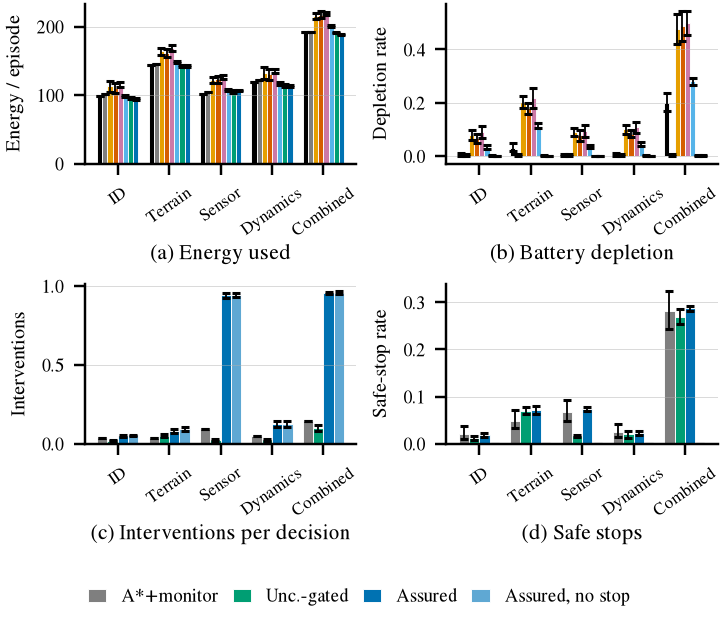 Energy / episode
200
100
0
ID
Terrain
Sensor
Dynamics
Combined
(a) Energy used
Depletion rate
0.4
0.2
0.0
ID
Terrain
Sensor
Dynamics
Combined
(b) Battery depletion
Interventions
1.0
0.5
0.0
ID
Terrain
Sensor
Dynamics
Combined
(c) Interventions per decision
Safe-stop rate
0.3
0.2
0.1
0.0
ID
Terrain
Sensor
Dynamics
Combined
(d) Safe stops
A*+monitor
Unc.-gated
Assured
Assured, no stop